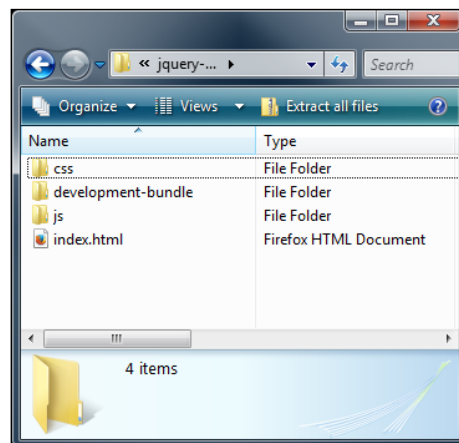 « jquery-...
Search
Organize Views Extract all files ?
Name Type
css File Folder
development-bundle File Folder
js File Folder
index.html Firefox HTML Document
4 items